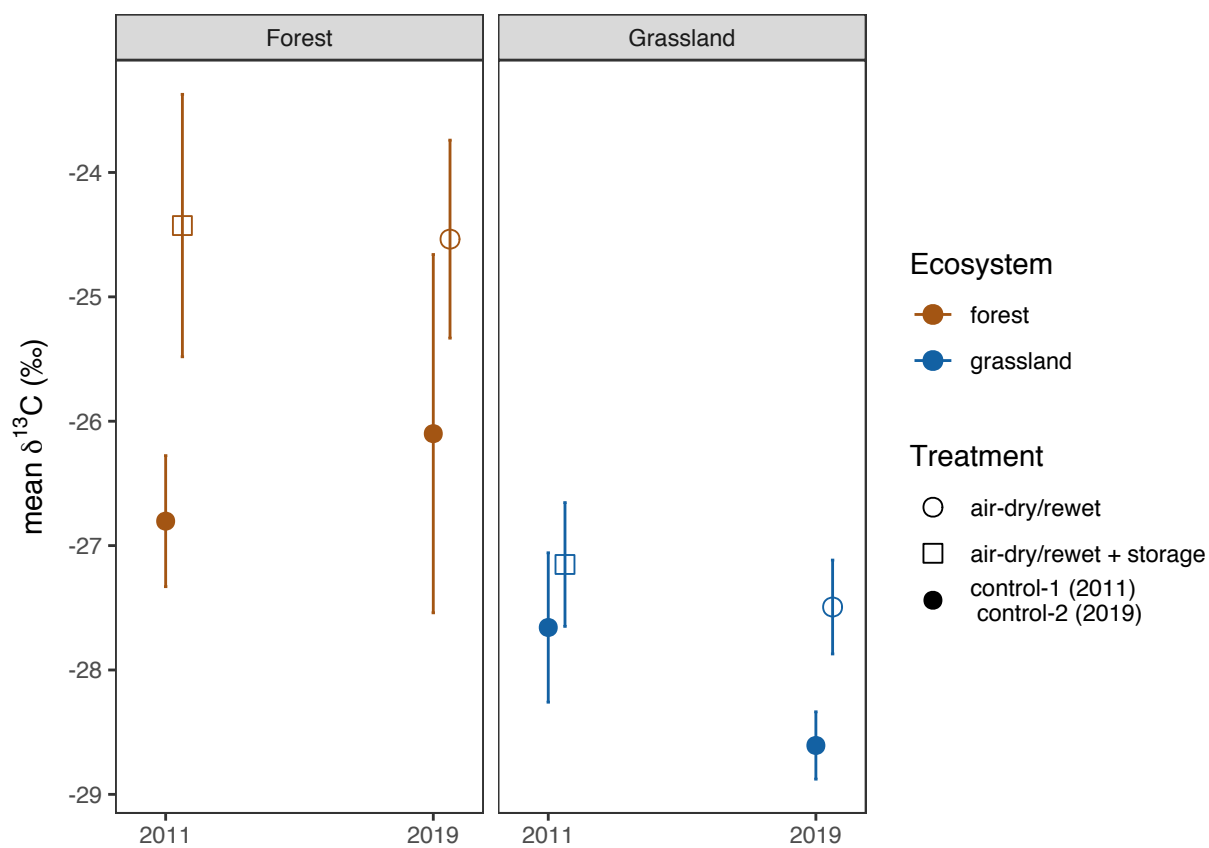 Forest
Grassland
mean δ¹³C (‰)
-24
-25
-26
-27
-28
-29
2011
2019
2011
2019
Ecosystem
forest
grassland
Treatment
air-dry/rewet
air-dry/rewet + storage
control-1 (2011)
control-2 (2019)